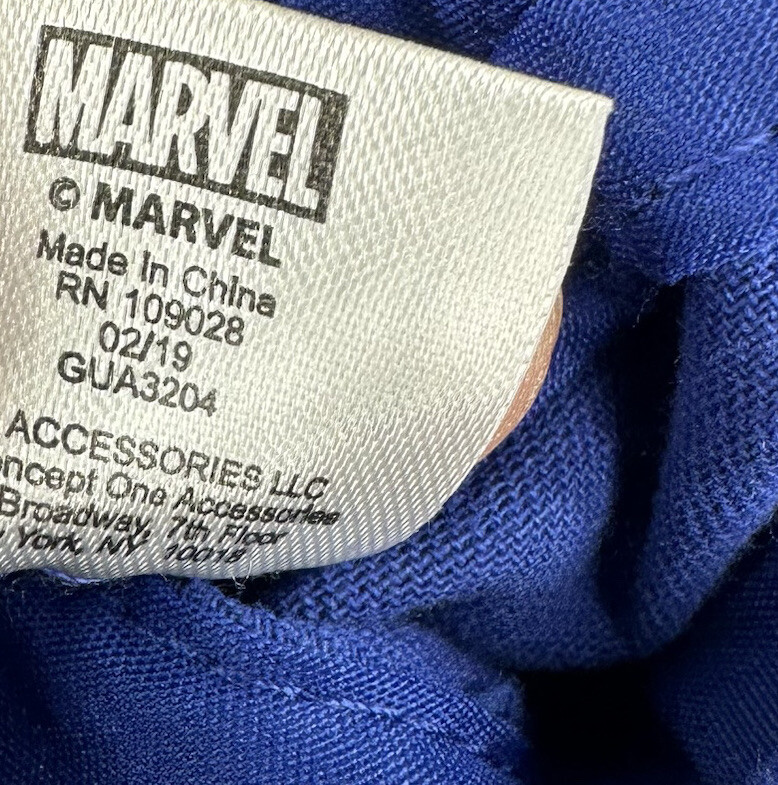 MARVEL
© MARVEL
Made In China
RN 109028
02/19
GUA3204
ACCESSORIES LLC
ncept One Accessories
Broadway, 7th Floor
York, NY 10018